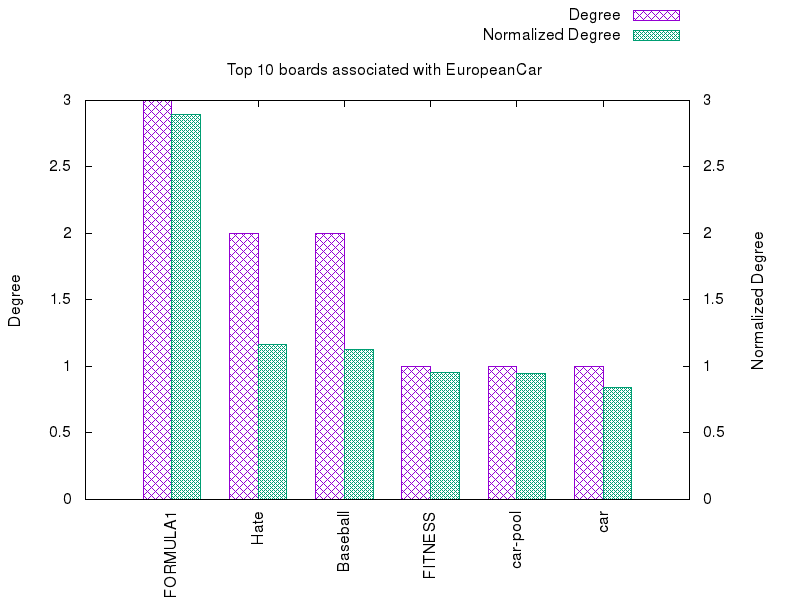 Degree
Normalized Degree
Top 10 boards associated with EuropeanCar
3 3
2.5 2.5
2 2
1.5 1.5
1 1
0.5 0.5
0 0
Degree
Normalized Degree
FORMULA1
Hate
Baseball
FITNESS
car-pool
car